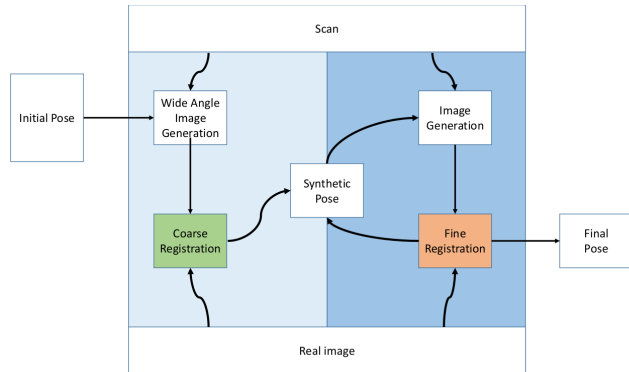 Scan
Initial Pose
Wide Angle
Image
Generation
Image
Generation
Synthetic
Pose
Coarse
Registration
Fine
Registration
Final
Pose
Real image